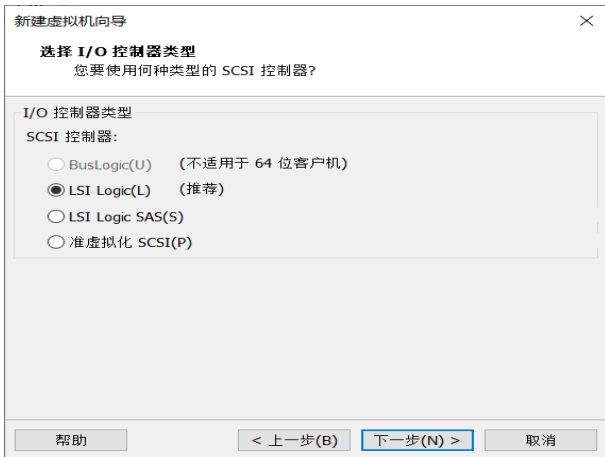 新建虚拟机向导
选择 I/O 控制器类型
您要使用何种类型的 SCSI 控制器?
I/O 控制器类型
SCSI 控制器:
BusLogic(U) (不适用于 64 位客户机)
LSI Logic(L) (推荐)
LSI Logic SAS(S)
准虚拟化 SCSI(P)
帮助 < 上一步(B) 下一步(N) > 取消